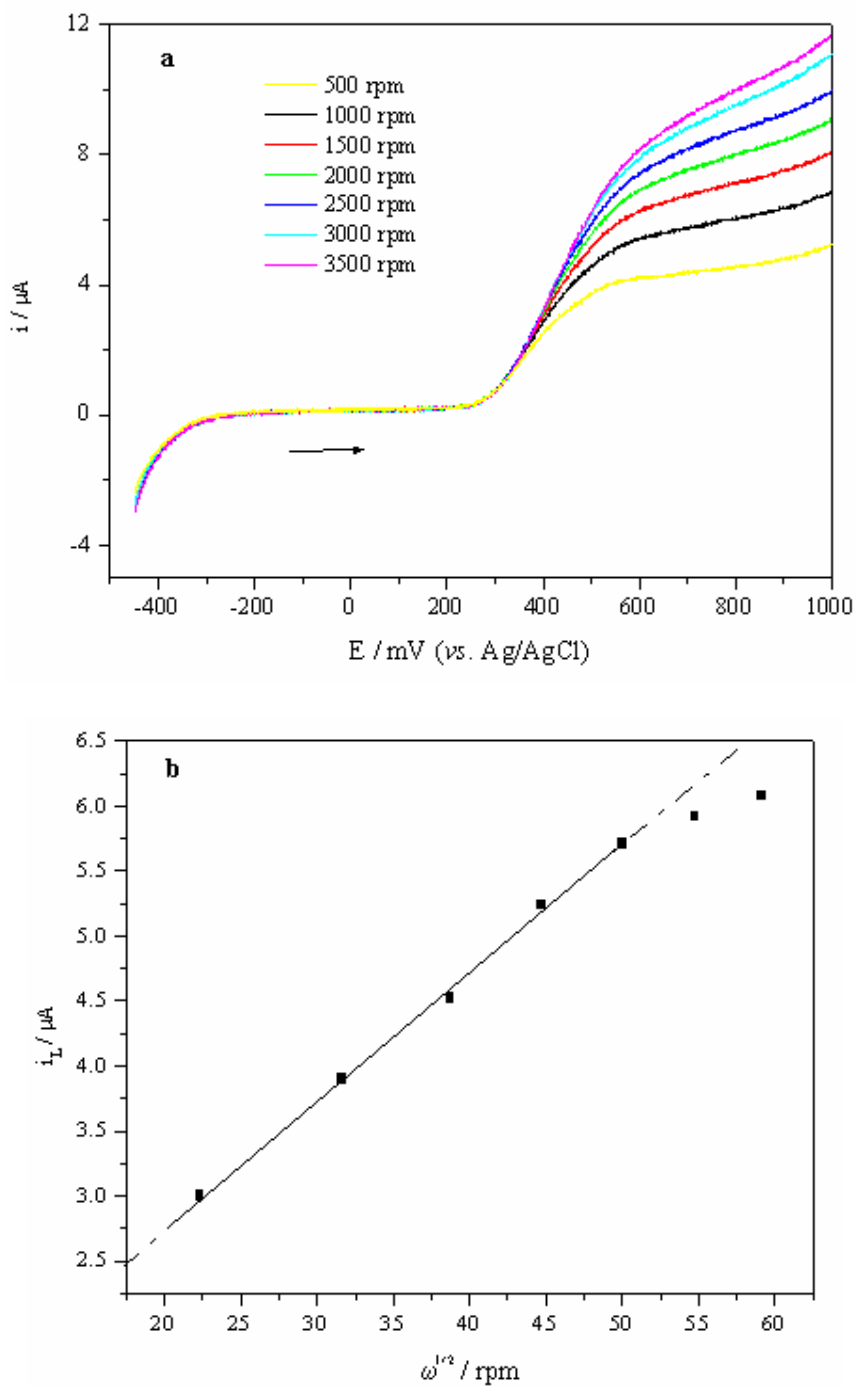 a
12
8
4
0
-4
i / µA
500 rpm
1000 rpm
1500 rpm
2000 rpm
2500 rpm
3000 rpm
3500 rpm
-400 -200 0 200 400 600 800 1000
E / mV (vs. Ag/AgCl)
b
6.5
6.0
5.5
5.0
4.5
4.0
3.5
3.0
2.5
i_L / µA
20 25 30 35 40 45 50 55 60
ω^1/2 / rpm